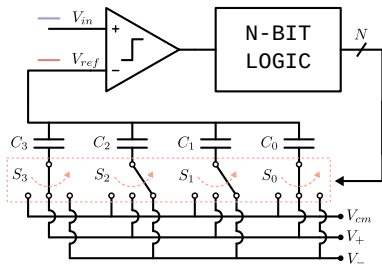 V_in
V_ref
+
−
N-BIT
LOGIC
N
C_3 C_2 C_1 C_0
S_3 S_2 S_1 S_0
V_cm
V_+
V_−